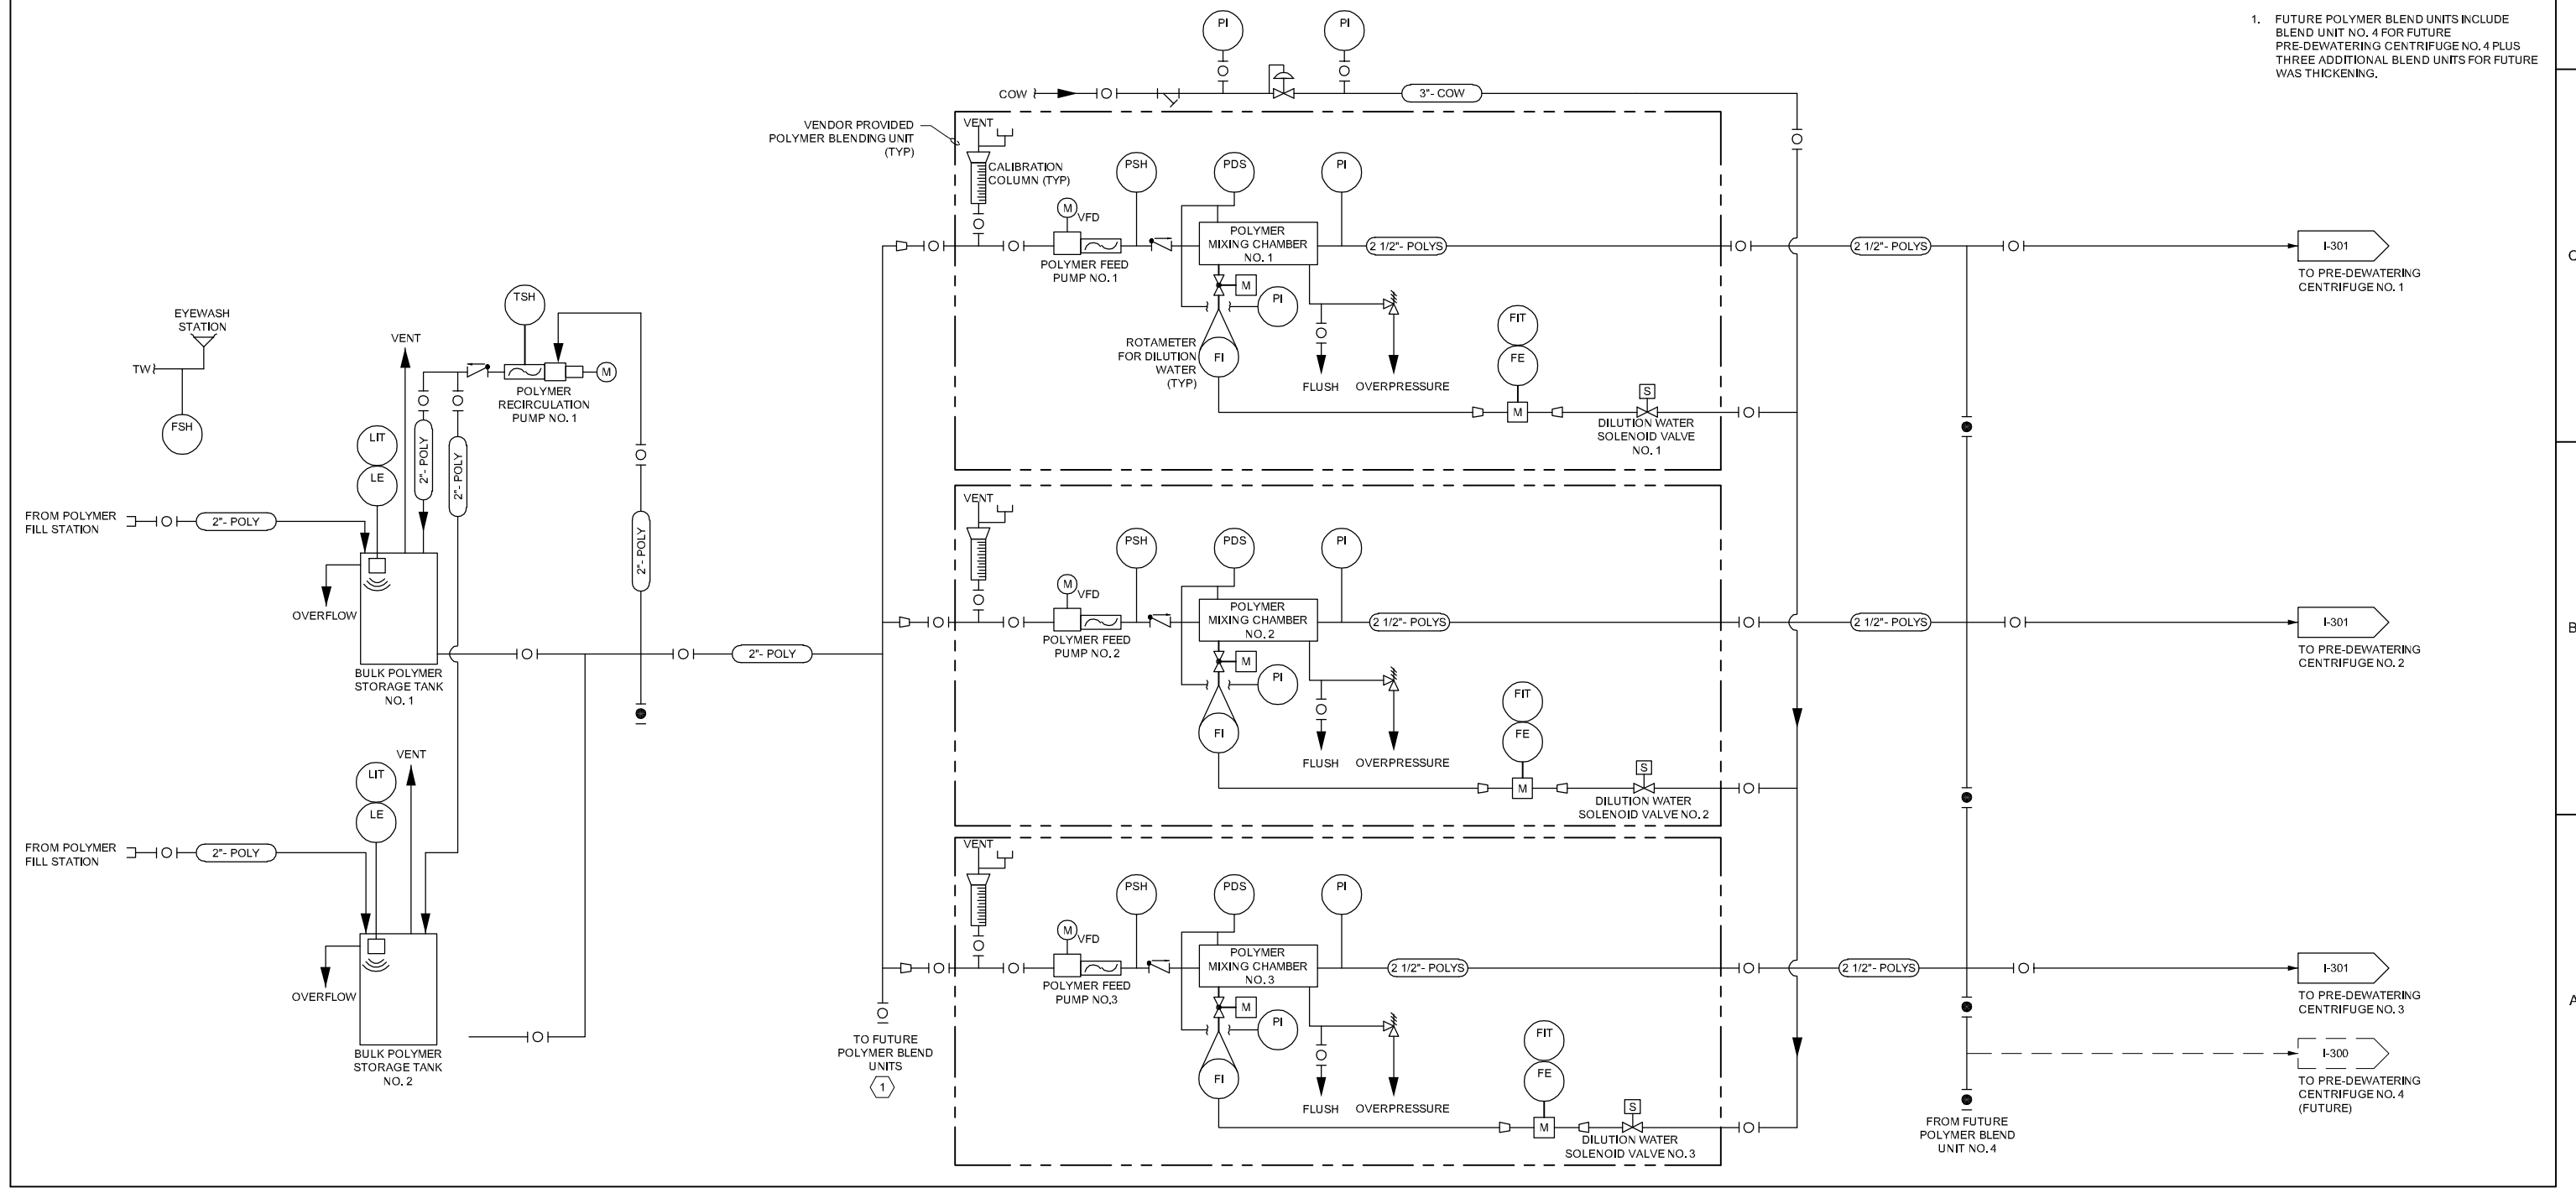 1. FUTURE POLYMER BLEND UNITS INCLUDE
BLEND UNIT NO. 4 FOR FUTURE
PRE-DEWATERING CENTRIFUGE NO. 4 PLUS
THREE ADDITIONAL BLEND UNITS FOR FUTURE
WAS THICKENING.
PI
PI
COW
3"- COW
VENDOR PROVIDED
POLYMER BLENDING UNIT
(TYP)
VENT
CALIBRATION
COLUMN (TYP)
PSH
PDS
PI
M
VFD
POLYMER FEED
PUMP NO. 1
POLYMER
MIXING CHAMBER
NO. 1
2 1/2"- POLYS
2 1/2"- POLYS
I-301
TO PRE-DEWATERING
CENTRIFUGE NO. 1
M
PI
ROTAMETER
FOR DILUTION
WATER
(TYP)
FI
FLUSH
OVERPRESSURE
FIT
FE
M
S
DILUTION WATER
SOLENOID VALVE
NO. 1
EYEWASH
STATION
TW
FSH
VENT
TSH
M
POLYMER
RECIRCULATION
PUMP NO. 1
LIT
LE
2"- POLY
2"- POLY
2"- POLY
FROM POLYMER
FILL STATION
2"- POLY
OVERFLOW
BULK POLYMER
STORAGE TANK
NO. 1
2"- POLY
VENT
PSH
PDS
PI
M
VFD
POLYMER FEED
PUMP NO. 2
POLYMER
MIXING CHAMBER
NO. 2
2 1/2"- POLYS
2 1/2"- POLYS
I-301
TO PRE-DEWATERING
CENTRIFUGE NO. 2
M
PI
FI
FLUSH
OVERPRESSURE
FIT
FE
M
S
DILUTION WATER
SOLENOID VALVE NO. 2
VENT
LIT
LE
FROM POLYMER
FILL STATION
2"- POLY
OVERFLOW
BULK POLYMER
STORAGE TANK
NO. 2
TO FUTURE
POLYMER BLEND
UNITS
1
VENT
PSH
PDS
PI
M
VFD
POLYMER FEED
PUMP NO.3
POLYMER
MIXING CHAMBER
NO. 3
2 1/2"- POLYS
2 1/2"- POLYS
I-301
TO PRE-DEWATERING
CENTRIFUGE NO. 3
M
PI
FI
FLUSH
OVERPRESSURE
FIT
FE
M
S
DILUTION WATER
SOLENOID VALVE NO. 3
I-300
TO PRE-DEWATERING
CENTRIFUGE NO. 4
(FUTURE)
FROM FUTURE
POLYMER BLEND
UNIT NO. 4
B